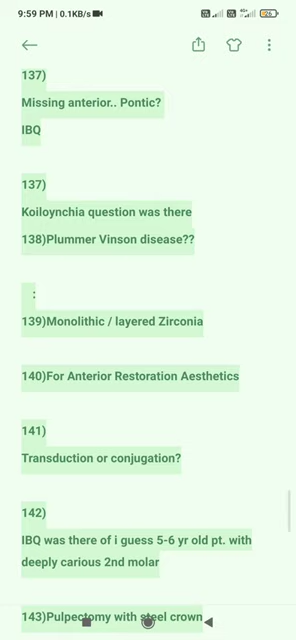 9:59 PM | 0.1KB/s
26
137)
Missing anterior.. Pontic?
IBQ
137)
Koiloynchia question was there
138)Plummer Vinson disease??
:
139)Monolithic / layered Zirconia
140)For Anterior Restoration Aesthetics
141)
Transduction or conjugation?
142)
IBQ was there of i guess 5-6 yr old pt. with
deeply carious 2nd molar
143)Pulpectomy with steel crown